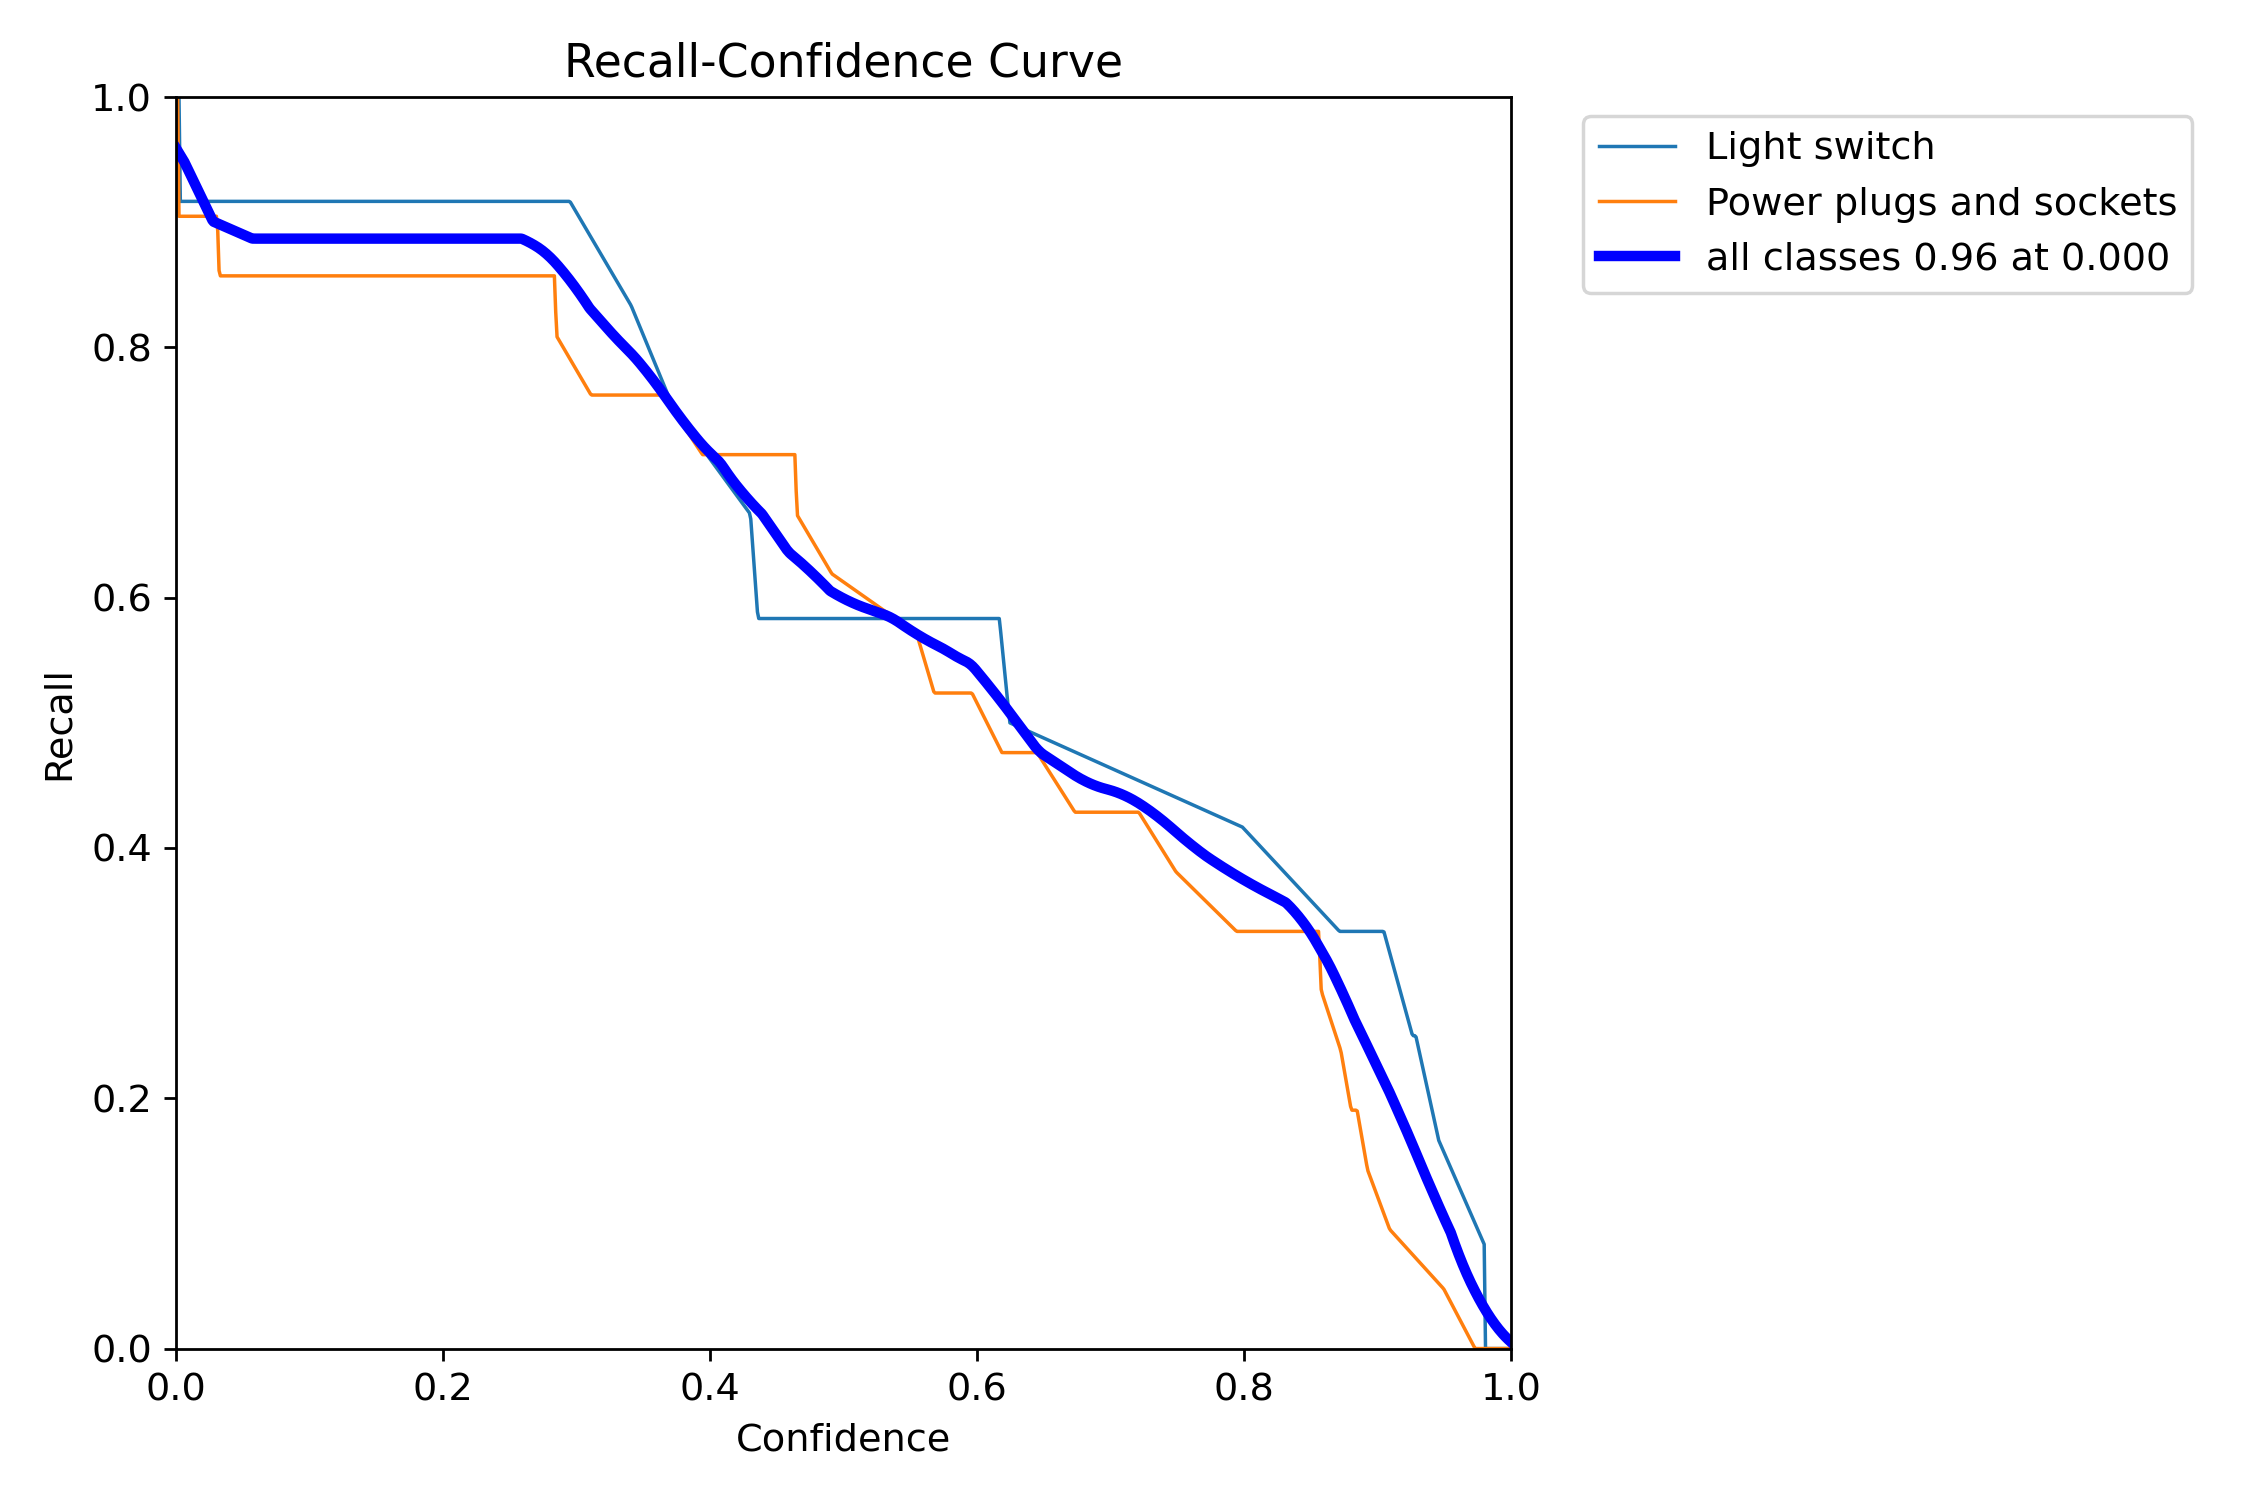 Recall-Confidence Curve
1.0
0.8
0.6
0.4
0.2
0.0
Recall
0.0 0.2 0.4 0.6 0.8 1.0
Confidence
Light switch
Power plugs and sockets
all classes 0.96 at 0.000